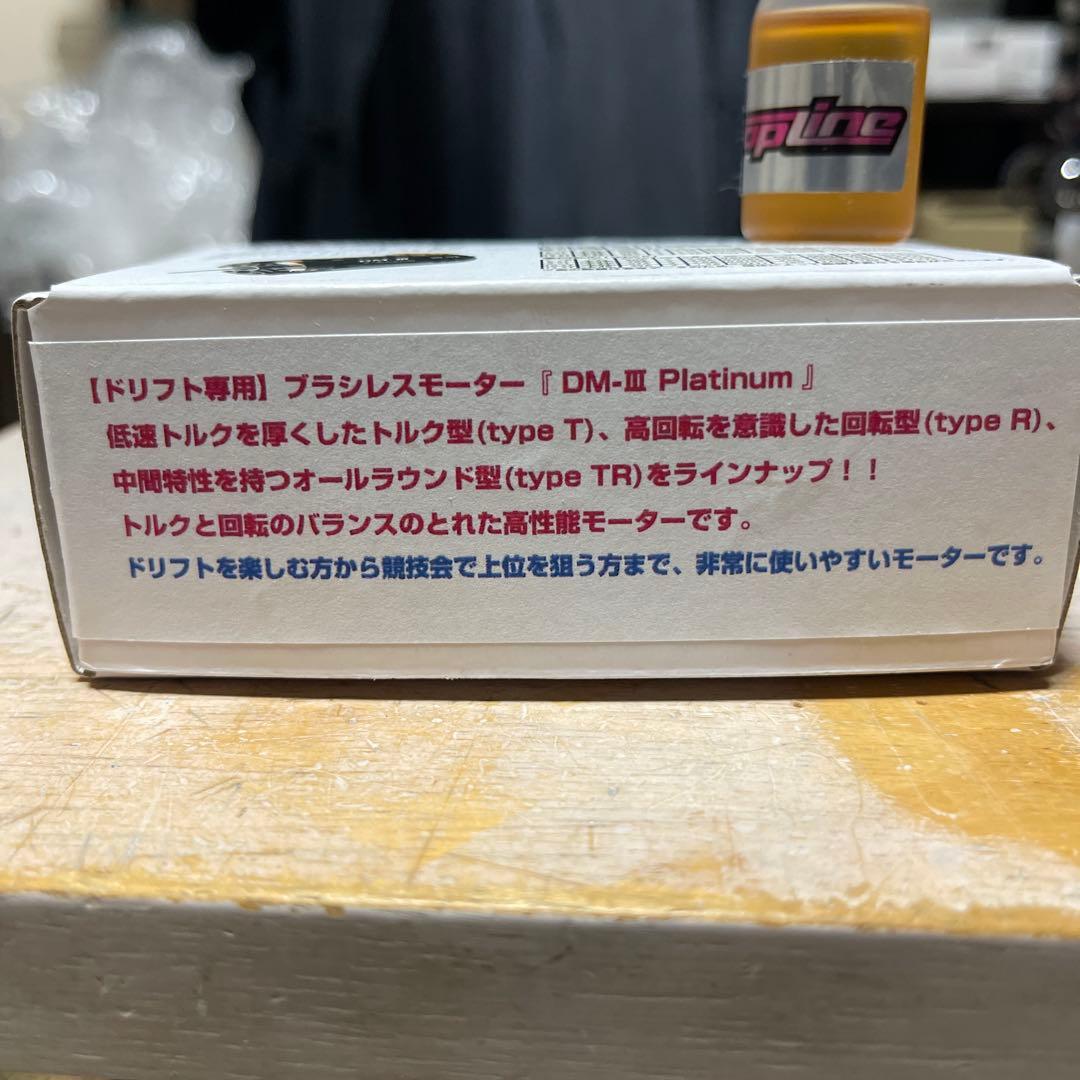 opLine
DM-Ⅲ
【ドリフト専用】ブラシレスモーター『 DM-Ⅲ Platinum 』
低速トルクを厚くしたトルク型(type T)、高回転を意識した回転型(type R)、
中間特性を持つオールラウンド型(type TR)をラインナップ！！
トルクと回転のバランスのとれた高性能モーターです。
ドリフトを楽しむ方から競技会で上位を狙う方まで、非常に使いやすいモーターです。